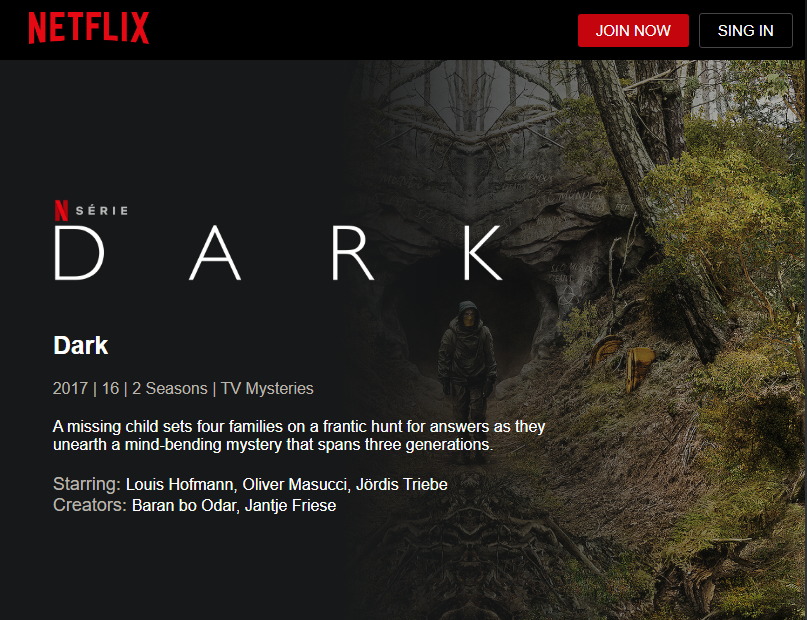 NETFLIX
JOIN NOW
SING IN
N SÉRIE
DARK
Dark
2017 | 16 | 2 Seasons | TV Mysteries
A missing child sets four families on a frantic hunt for answers as they
unearth a mind-bending mystery that spans three generations.
Starring: Louis Hofmann, Oliver Masucci, Jördis Triebe
Creators: Baran bo Odar, Jantje Friese